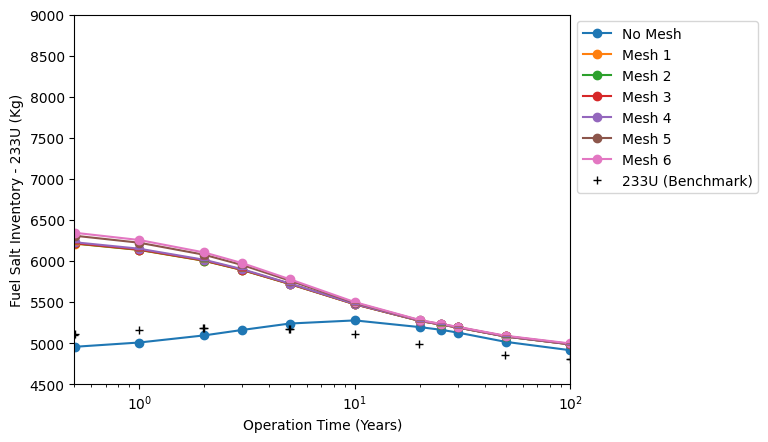 9000
8500
8000
7500
7000
6500
6000
5500
5000
4500
Fuel Salt Inventory - 233U (Kg)
10⁰
10¹
10²
Operation Time (Years)
No Mesh
Mesh 1
Mesh 2
Mesh 3
Mesh 4
Mesh 5
Mesh 6
233U (Benchmark)